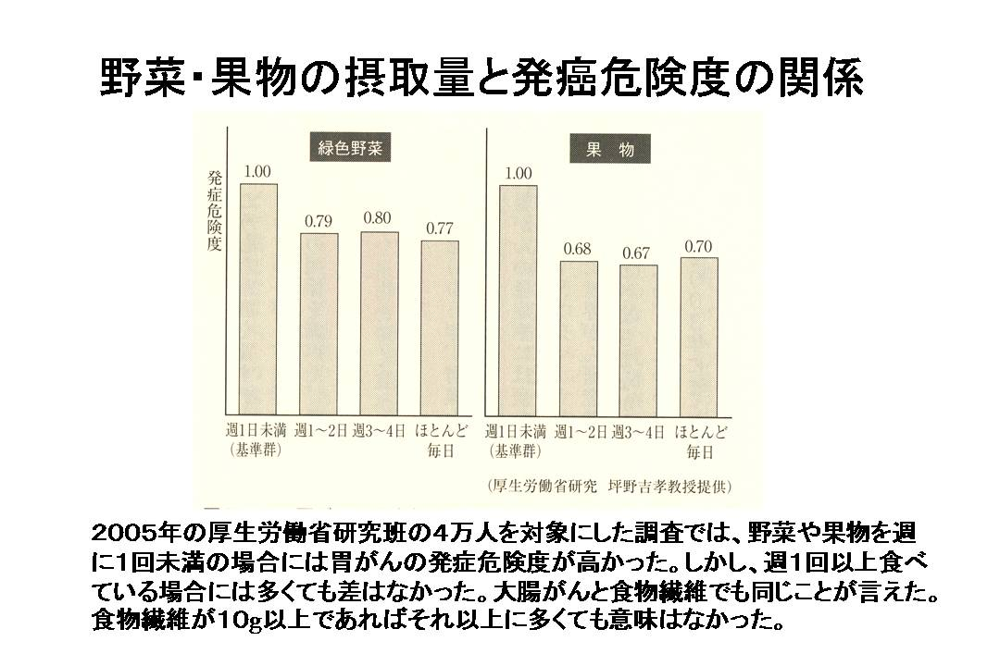 野菜・果物の摂取量と発癌危険度の関係
発症危険度
緑色野菜
1.00
0.79
0.80
0.77
週1日未満
(基準群)
週1～2日
週3～4日
ほとんど
毎日
果 物
1.00
0.68
0.67
0.70
週1日未満
(基準群)
週1～2日
週3～4日
ほとんど
毎日
(厚生労働省研究 坪野吉孝教授提供)
2005年の厚生労働省研究班の4万人を対象にした調査では、野菜や果物を週
に1回未満の場合には胃がんの発症危険度が高かった。しかし、週1回以上食べ
ている場合には多くても差はなかった。大腸がんと食物繊維でも同じことが言えた。
食物繊維が10g以上であればそれ以上に多くても意味はなかった。